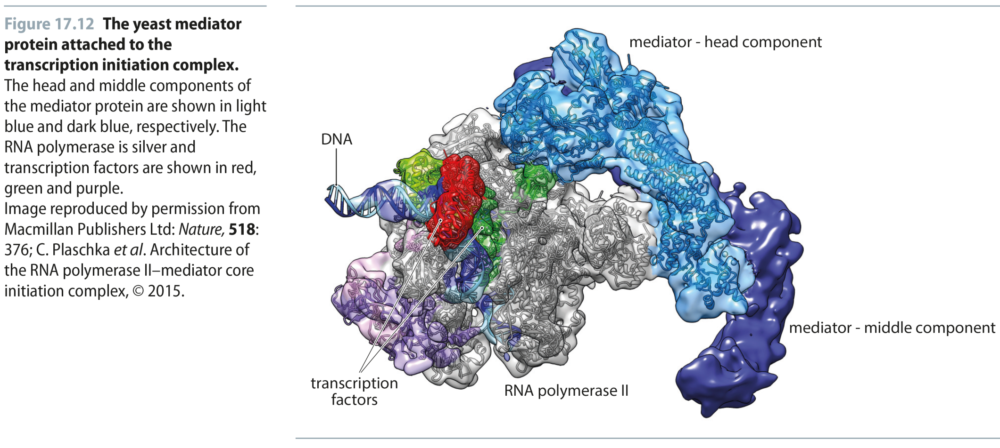 Figure 17.12 The yeast mediator
protein attached to the
transcription initiation complex.
The head and middle components of
the mediator protein are shown in light
blue and dark blue, respectively. The
RNA polymerase is silver and
transcription factors are shown in red,
green and purple.
Image reproduced by permission from
Macmillan Publishers Ltd: Nature, 518:
376; C. Plaschka et al. Architecture of
the RNA polymerase II–mediator core
initiation complex, © 2015.
mediator - head component
DNA
mediator - middle component
transcription
factors
RNA polymerase II